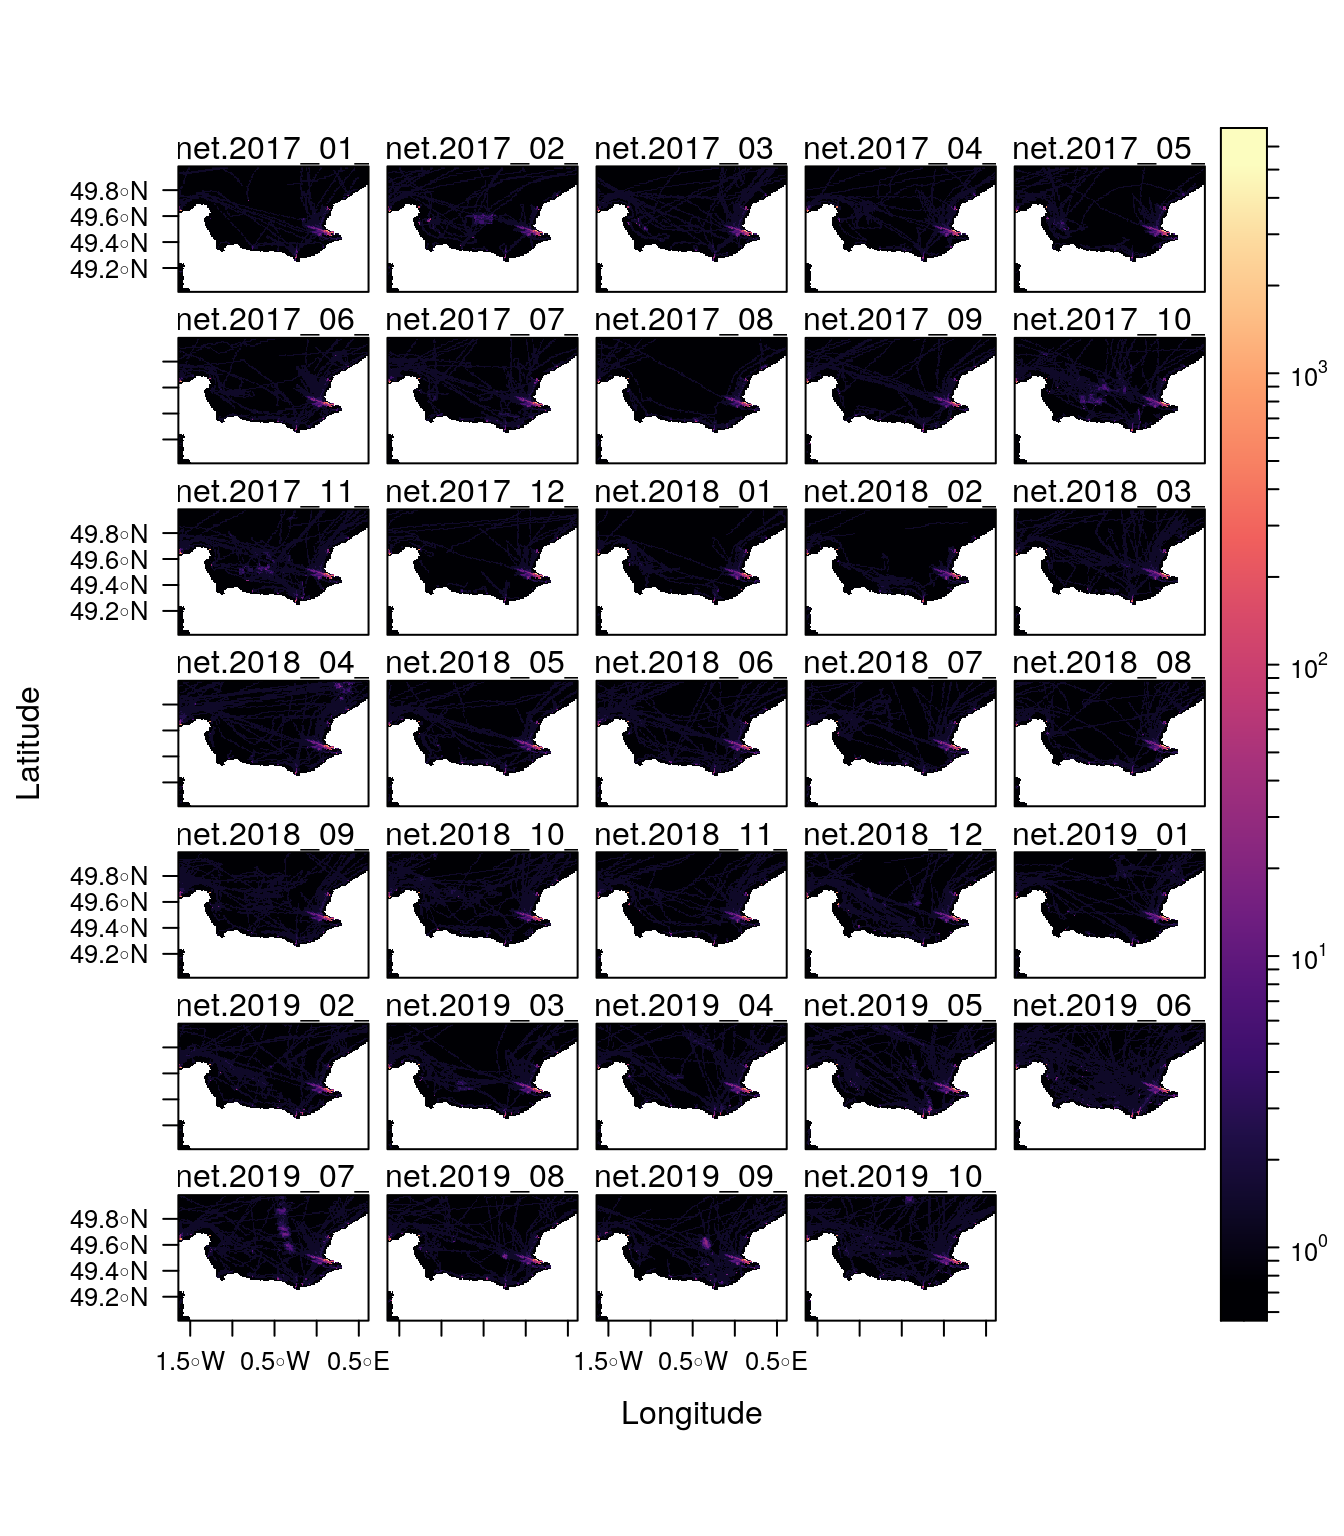 net.2017_01_ net.2017_02_ net.2017_03_ net.2017_04_ net.2017_05_
49.8◦N
49.6◦N
49.4◦N
49.2◦N
net.2017_06_ net.2017_07_ net.2017_08_ net.2017_09_ net.2017_10_
10³
net.2017_11_ net.2017_12_ net.2018_01_ net.2018_02_ net.2018_03_
49.8◦N
49.6◦N
49.4◦N
49.2◦N
net.2018_04_ net.2018_05_ net.2018_06_ net.2018_07_ net.2018_08_
10²
Latitude
net.2018_09_ net.2018_10_ net.2018_11_ net.2018_12_ net.2019_01_
49.8◦N
49.6◦N
49.4◦N
49.2◦N
10¹
net.2019_02_ net.2019_03_ net.2019_04_ net.2019_05_ net.2019_06_
net.2019_07_ net.2019_08_ net.2019_09_ net.2019_10_
49.8◦N
49.6◦N
49.4◦N
49.2◦N
10⁰
1.5◦W 0.5◦W 0.5◦E 1.5◦W 0.5◦W 0.5◦E
Longitude